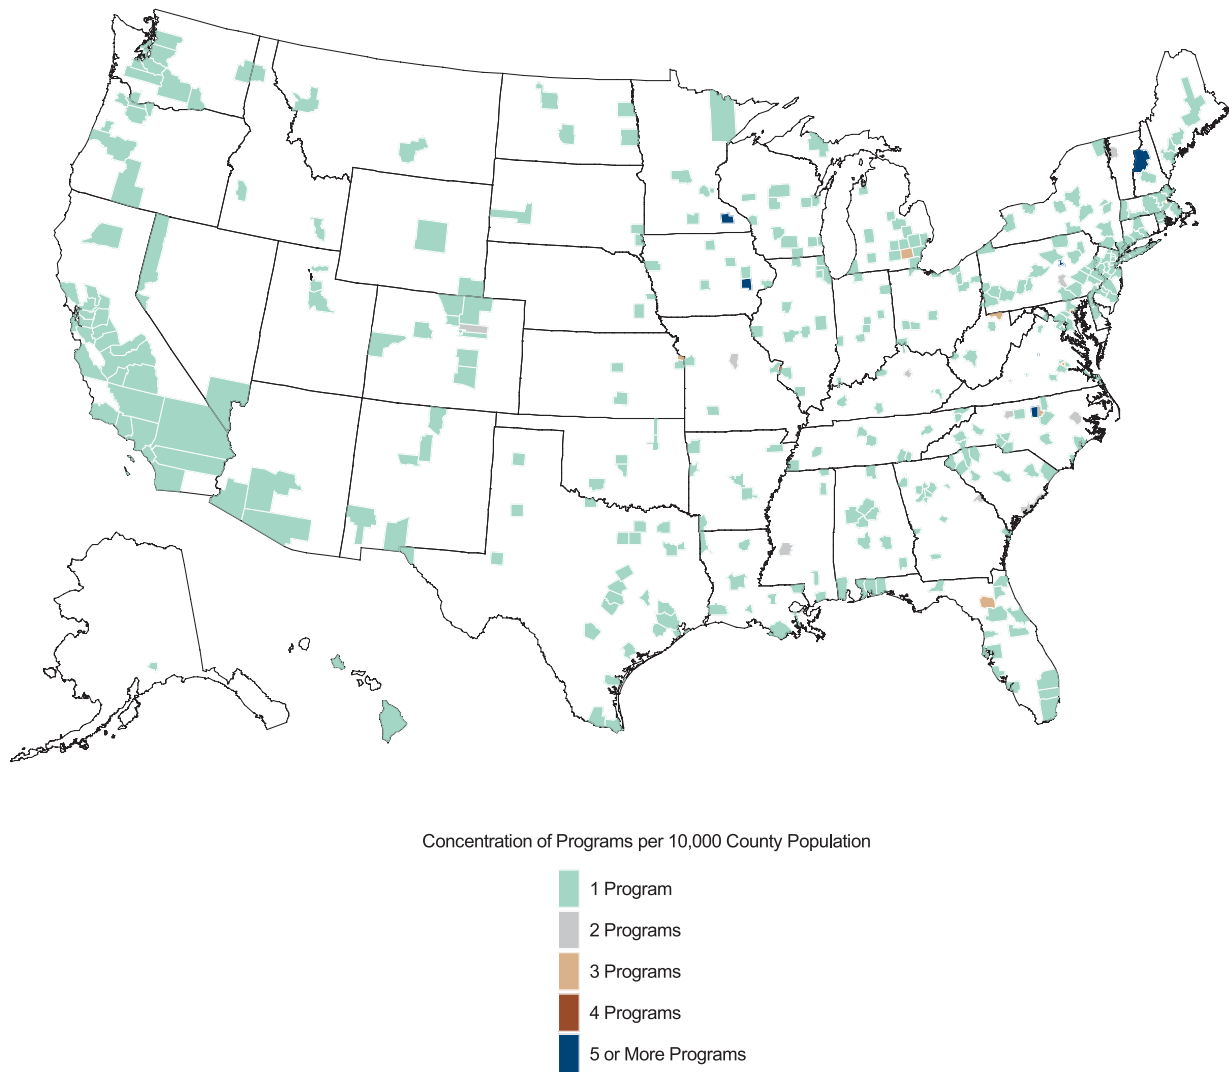 Concentration of Programs per 10,000 County Population
1 Program
2 Programs
3 Programs
4 Programs
5 or More Programs